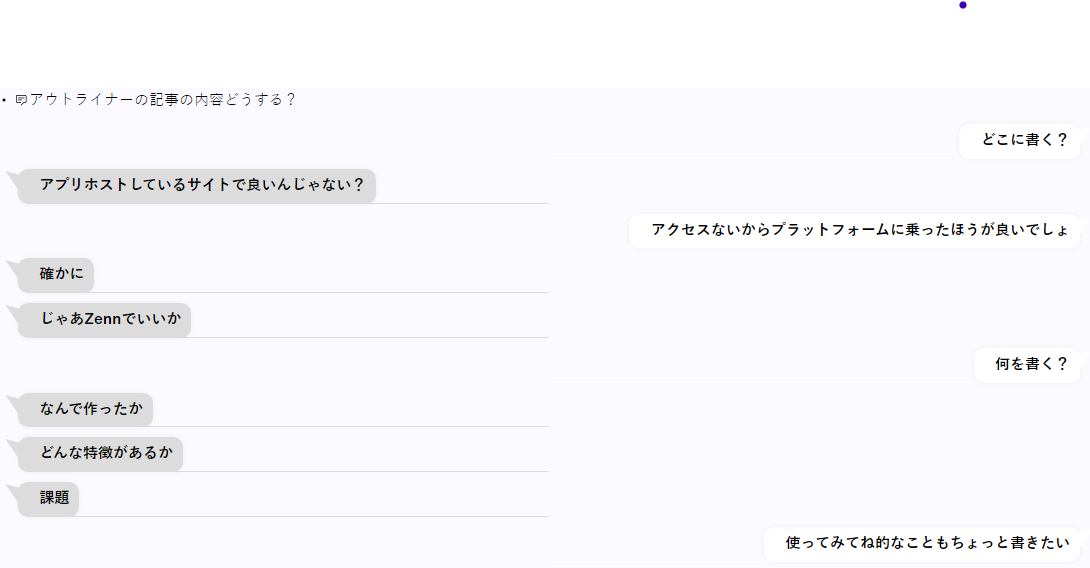 アウトライナーの記事の内容どうする？
どこに書く？
アプリホストしているサイトで良いんじゃない？
アクセスないからプラットフォームに乗ったほうが良いでしょ
確かに
じゃあZennでいいか
何を書く？
なんで作ったか
どんな特徴があるか
課題
使ってみてね的なこともちょっと書きたい